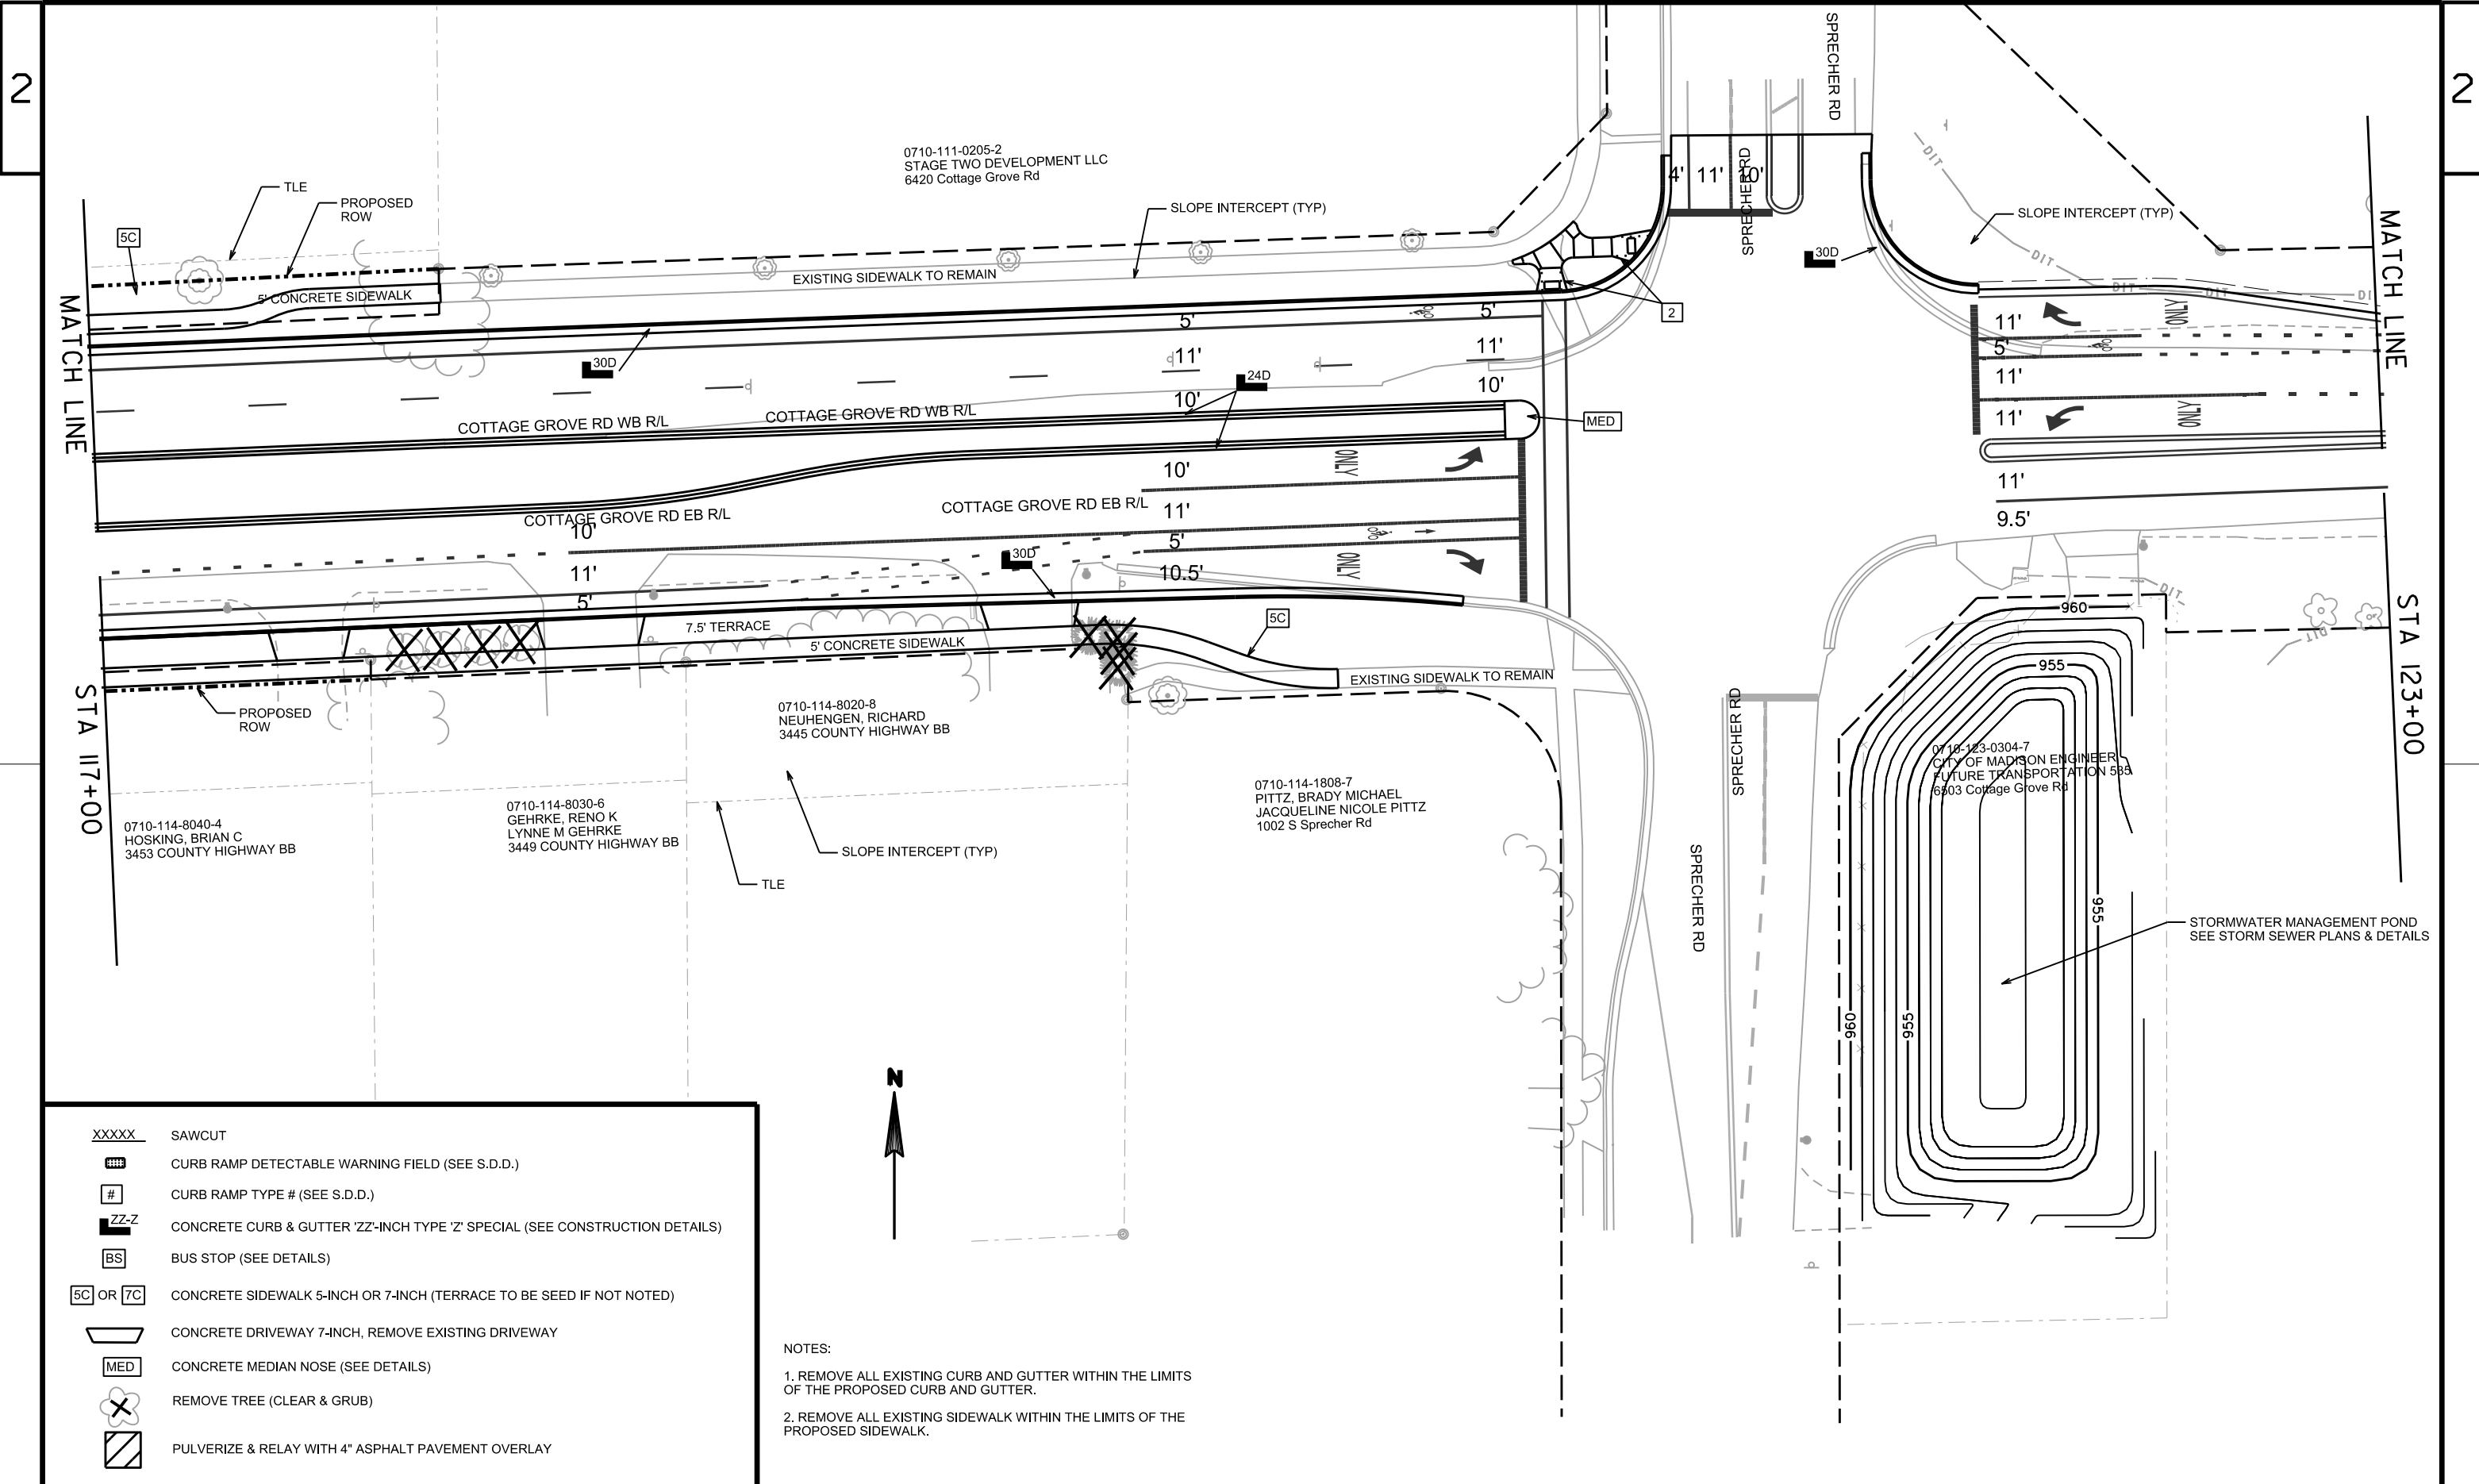 2
2
SPRECHER RD
0710-111-0205-2
STAGE TWO DEVELOPMENT LLC
6420 Cottage Grove Rd
TLE
PROPOSED
ROW
5C
SLOPE INTERCEPT (TYP)
4'
11'
10'
SPRECHER RD
SLOPE INTERCEPT (TYP)
DIT
DIT
DIT
DIT
DI
30D
EXISTING SIDEWALK TO REMAIN
5' CONCRETE SIDEWALK
2
MATCH LINE
MATCH LINE
5'
5'
11'
11'
10'
10'
30D
24D
MED
ONLY
11'
5'
11'
11'
ONLY
COTTAGE GROVE RD WB R/L
COTTAGE GROVE RD WB R/L
10'
ONLY
11'
COTTAGE GROVE RD EB R/L
COTTAGE GROVE RD EB R/L
10'
11'
5'
ONLY
10.5'
11'
9.5'
30D
11'
5'
7.5' TERRACE
5' CONCRETE SIDEWALK
5C
EXISTING SIDEWALK TO REMAIN
DIT
DIT
960
955
STA 117+00
STA 123+00
PROPOSED
ROW
0710-114-8020-8
NEUHENGEN, RICHARD
3445 COUNTY HIGHWAY BB
SPRECHER RD
0710-123-0304-7
CITY OF MADISON ENGINEER
FUTURE TRANSPORTATION 535
6503 Cottage Grove Rd
0710-114-1808-7
PITTZ, BRADY MICHAEL
JACQUELINE NICOLE PITTZ
1002 S Sprecher Rd
0710-114-8030-6
GEHRKE, RENO K
LYNNE M GEHRKE
3449 COUNTY HIGHWAY BB
0710-114-8040-4
HOSKING, BRIAN C
3453 COUNTY HIGHWAY BB
SLOPE INTERCEPT (TYP)
TLE
SPRECHER RD
955
STORMWATER MANAGEMENT POND
SEE STORM SEWER PLANS & DETAILS
960
955
N
XXXXX SAWCUT
CURB RAMP DETECTABLE WARNING FIELD (SEE S.D.D.)
# CURB RAMP TYPE # (SEE S.D.D.)
ZZ-Z CONCRETE CURB & GUTTER 'ZZ'-INCH TYPE 'Z' SPECIAL (SEE CONSTRUCTION DETAILS)
BS BUS STOP (SEE DETAILS)
5C OR 7C CONCRETE SIDEWALK 5-INCH OR 7-INCH (TERRACE TO BE SEED IF NOT NOTED)
CONCRETE DRIVEWAY 7-INCH, REMOVE EXISTING DRIVEWAY
MED CONCRETE MEDIAN NOSE (SEE DETAILS)
REMOVE TREE (CLEAR & GRUB)
PULVERIZE & RELAY WITH 4" ASPHALT PAVEMENT OVERLAY
NOTES:
1. REMOVE ALL EXISTING CURB AND GUTTER WITHIN THE LIMITS
OF THE PROPOSED CURB AND GUTTER.
2. REMOVE ALL EXISTING SIDEWALK WITHIN THE LIMITS OF THE
PROPOSED SIDEWALK.